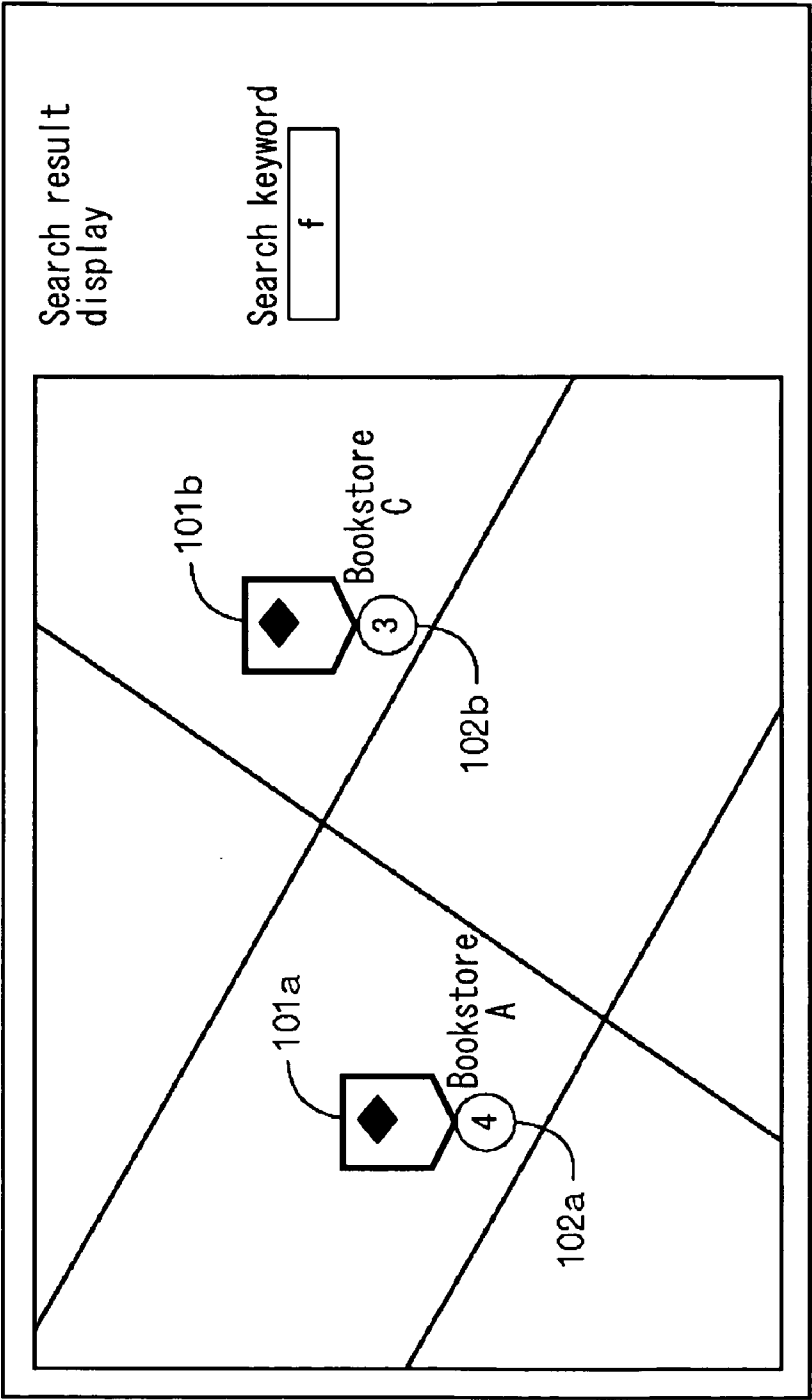 Search result
display
Search keyword
f
101b
Bookstore
C
3
102b
101a
Bookstore
A
4
102a